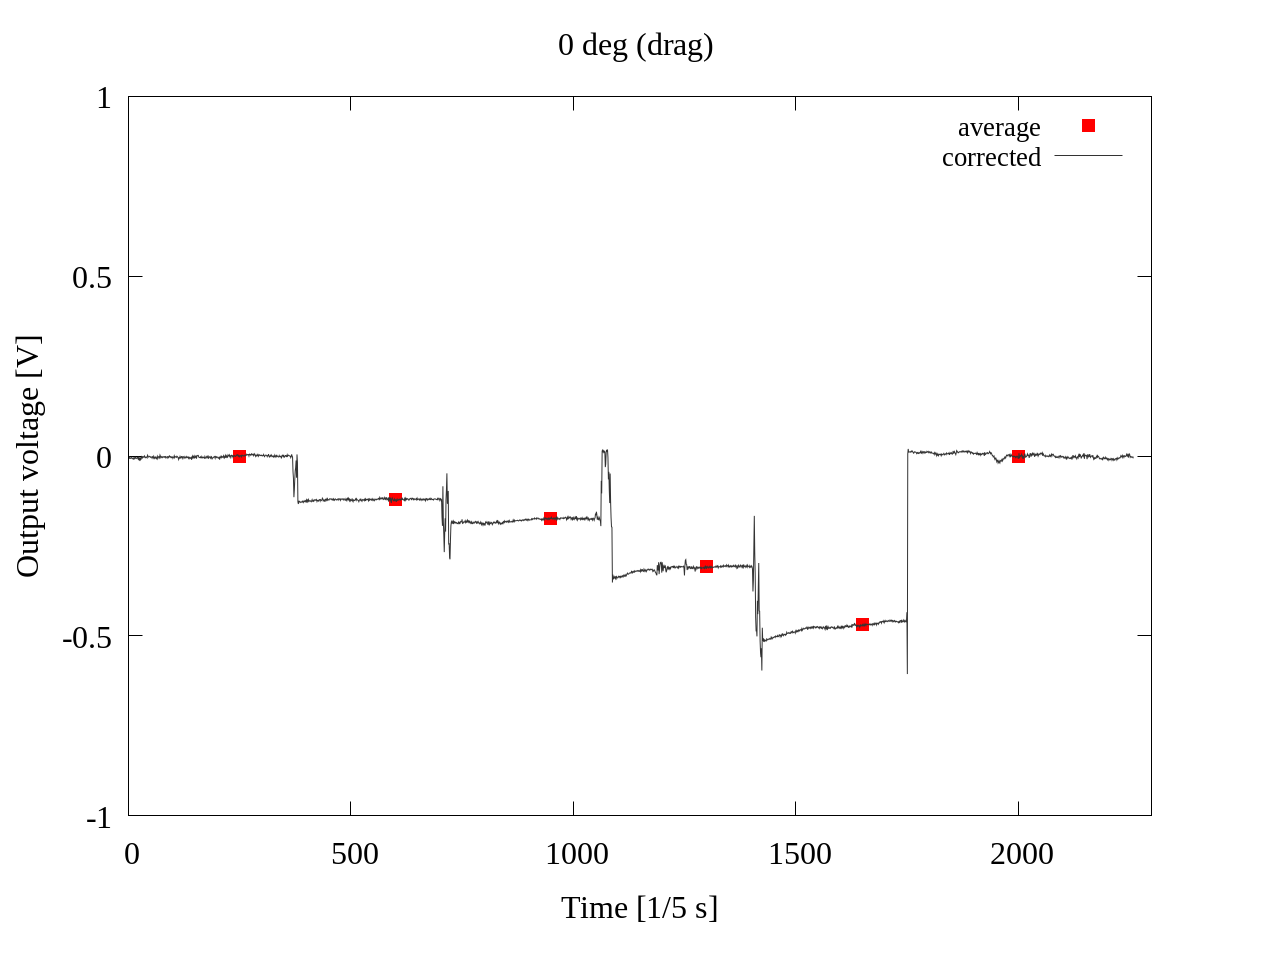 0 deg (drag)
average
corrected
1
0.5
0
-0.5
-1
Output voltage [V]
0 500 1000 1500 2000
Time [1/5 s]